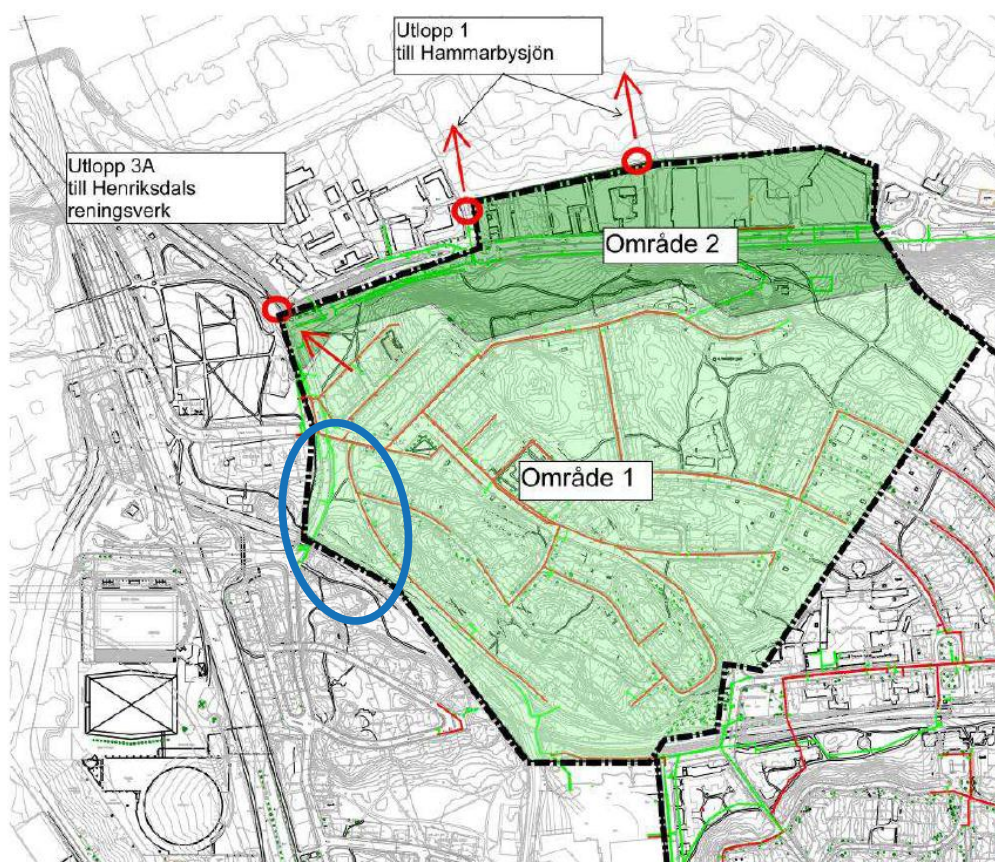 Utlopp 1
till Hammarbysjön
Utlopp 3A
till Henriksdals
reningsverk
Område 2
Område 1